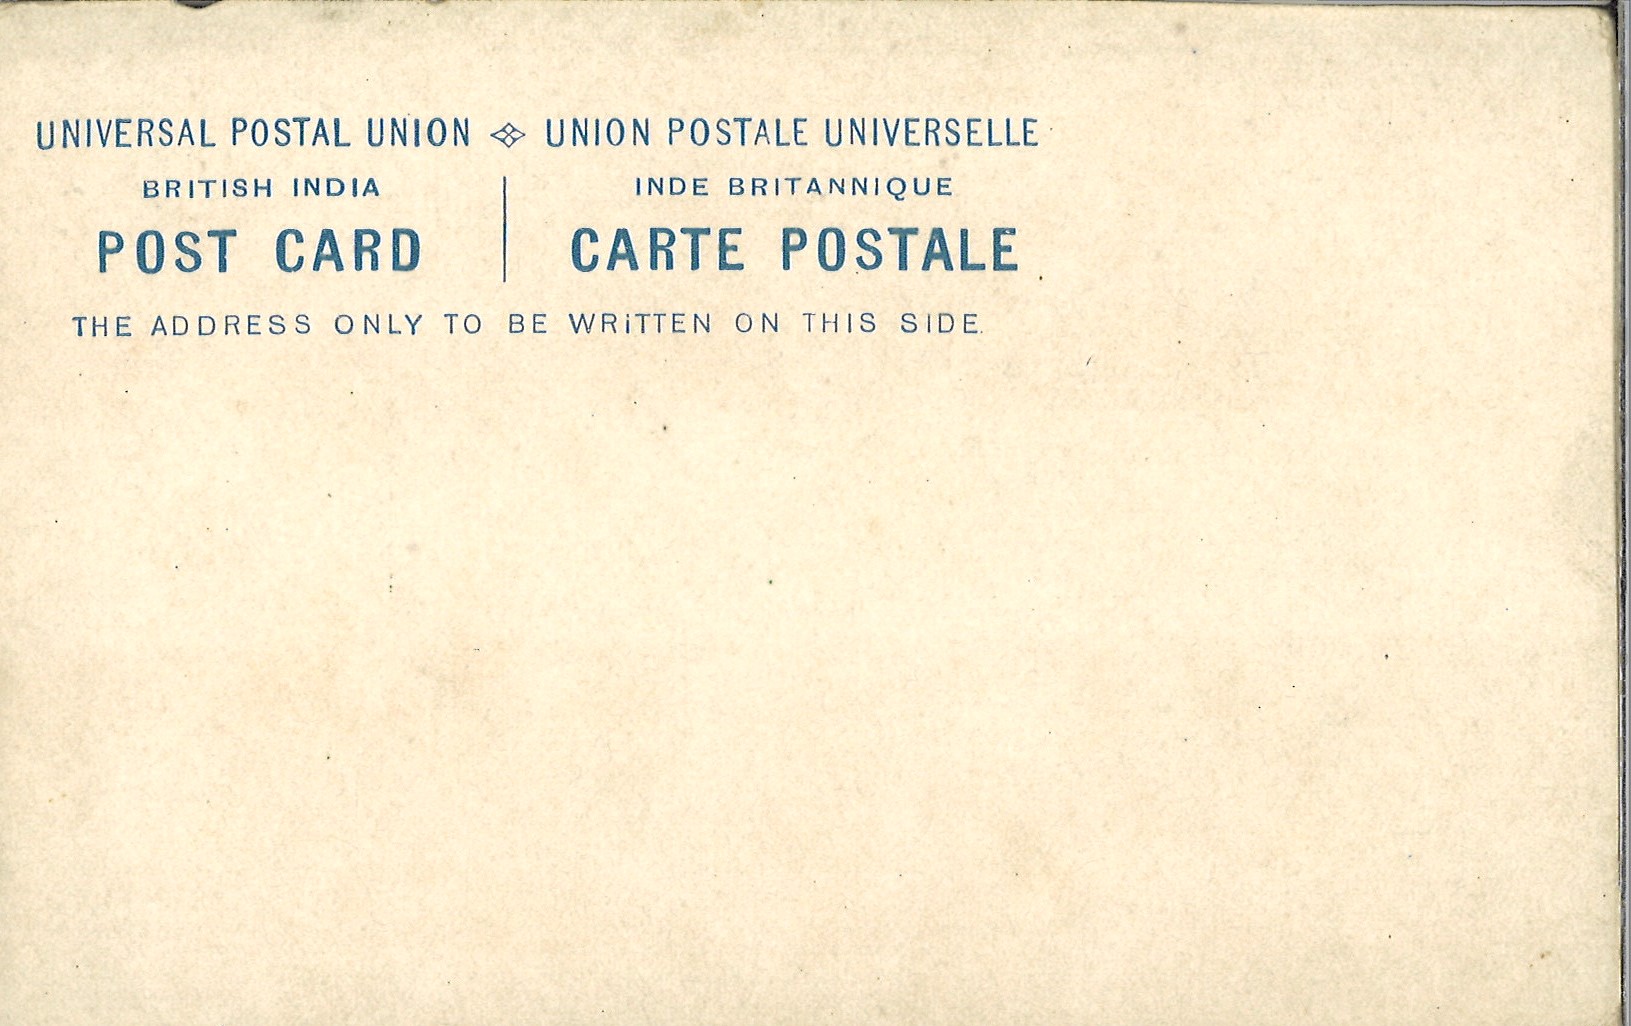 UNIVERSAL POSTAL UNION UNION POSTALE UNIVERSELLE
BRITISH INDIA INDE BRITANNIQUE
POST CARD CARTE POSTALE
THE ADDRESS ONLY TO BE WRiTTEN ON THIS SIDE.